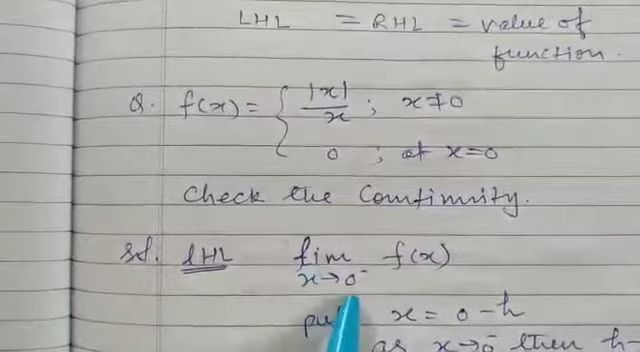 LHL = RHL = value of
function.
Q. f(x) = { |x|/x ; x≠0
0 ; at x=0
Check the Continuity.
Sol. LHL lim x→0⁻ f(x)
put x = 0-h
as x→0⁻ then h-